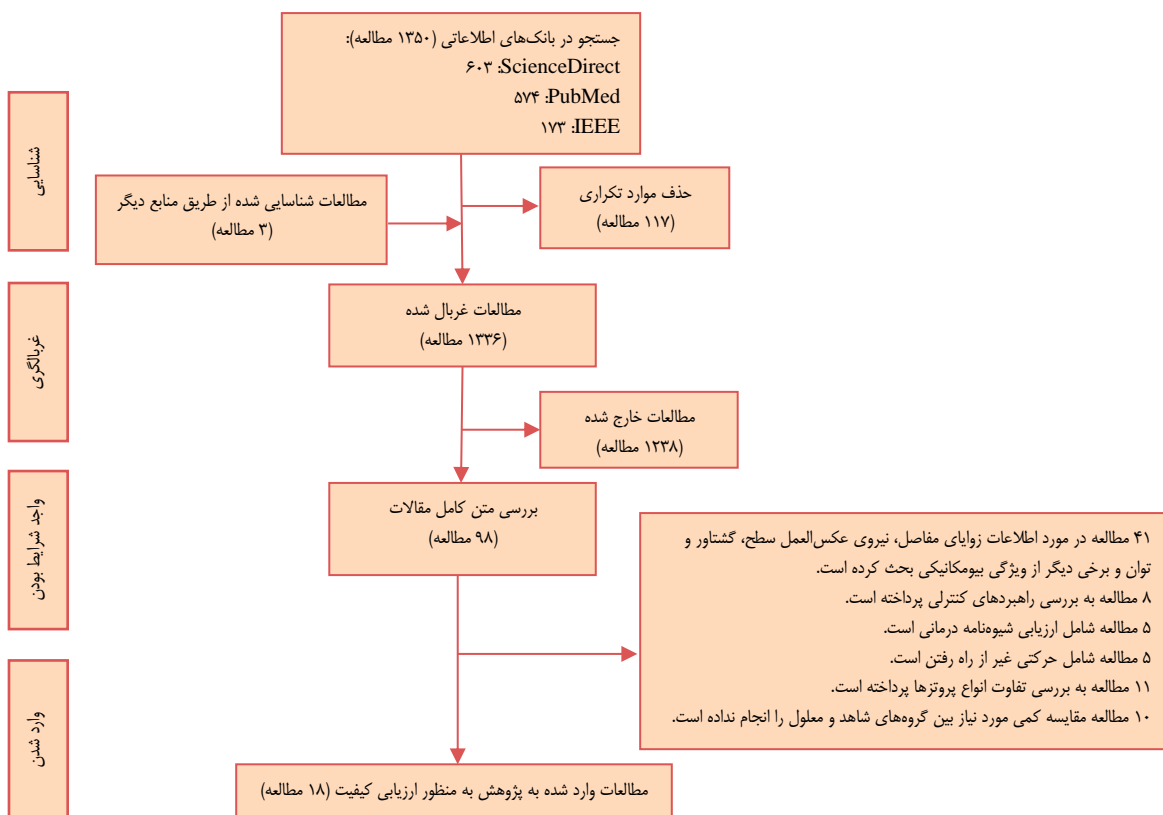 جستجو در بانک‌های اطلاعاتی (۱۳۵۰ مطالعه):
ScienceDirect: ۶۰۳
PubMed: ۵۷۴
IEEE: ۱۷۳
شناسایی
حذف موارد تکراری
(۱۱۷ مطالعه)
مطالعات شناسایی شده از طریق منابع دیگر
(۳ مطالعه)
مطالعات غربال شده
(۱۳۳۶ مطالعه)
غربالگری
مطالعات خارج شده
(۱۲۳۸ مطالعه)
واجد شرایط بودن
بررسی متن کامل مقالات
(۹۸ مطالعه)
۴۱ مطالعه در مورد اطلاعات زوایای مفاصل، نیروی عکس‌العمل سطح، گشتاور و
توان و برخی دیگر از ویژگی بیومکانیکی بحث کرده است.
۸ مطالعه به بررسی راهبردهای کنترلی پرداخته است.
۵ مطالعه شامل ارزیابی شیوه‌نامه درمانی است.
۵ مطالعه شامل حرکتی غیر از راه رفتن است.
۱۱ مطالعه به بررسی تفاوت انواع پروتزها پرداخته است.
۱۰ مطالعه مقایسه کمی مورد نیاز بین گروه‌های شاهد و معلول را انجام نداده است.
وارد شدن
مطالعات وارد شده به پژوهش به منظور ارزیابی کیفیت (۱۸ مطالعه)